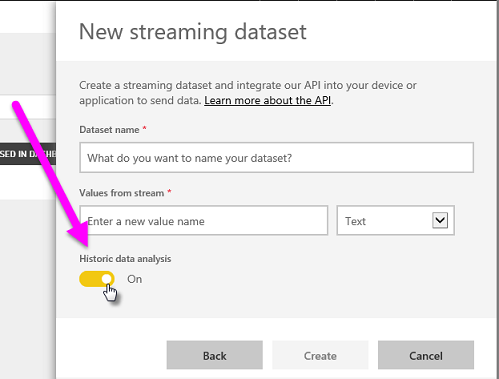 New streaming dataset
Create a streaming dataset and integrate our API into your device or
application to send data. Learn more about the API.
Dataset name *
What do you want to name your dataset?
Values from stream *
Enter a new value name
Text
SED IN DASHB
Historic data analysis
On
Back
Create
Cancel